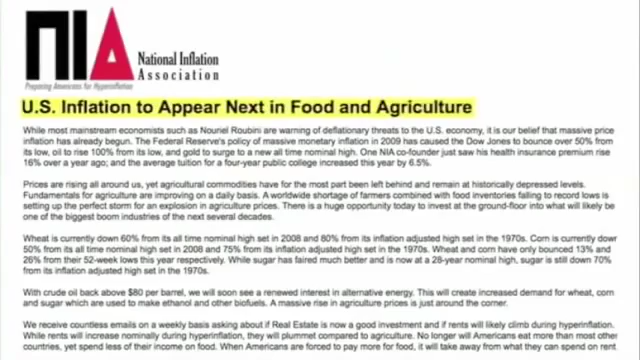 NIA
National Inflation
Association
Preparing Americans for Hyperinflation
U.S. Inflation to Appear Next in Food and Agriculture
While most mainstream economists such as Nouriel Roubini are warning of deflationary threats to the U.S. economy, it is our belief that massive price
inflation has already begun. The Federal Reserve's policy of massive monetary inflation in 2009 has caused the Dow Jones to bounce over 50% from
its low, oil to rise 100% from its low, and gold to surge to a new all time nominal high. One NIA co-founder just saw his health insurance premium rise
16% over a year ago; and the average tuition for a four-year public college increased this year by 6.5%.
Prices are rising all around us, yet agricultural commodities have for the most part been left behind and remain at historically depressed levels.
Fundamentals for agriculture are improving on a daily basis. A worldwide shortage of farmers combined with food inventories falling to record lows is
setting up the perfect storm for an explosion in agriculture prices. There is a huge opportunity today to invest at the ground-floor into what will likely be
one of the biggest boom industries of the next several decades.
Wheat is currently down 60% from its all time nominal high set in 2008 and 80% from its inflation adjusted high set in the 1970s. Corn is currently down
50% from its all time nominal high set in 2008 and 75% from its inflation adjusted high set in the 1970s. Wheat and corn have only bounced 13% and
26% from their 52-week lows this year respectively. While sugar has faired much better and is now at a 28-year nominal high, sugar is still down 70%
from its inflation adjusted high set in the 1970s.
With crude oil back above $80 per barrel, we will soon see a renewed interest in alternative energy. This will create increased demand for wheat, corn
and sugar which are used to make ethanol and other biofuels. A massive rise in agriculture prices is just around the corner.
We receive countless emails on a weekly basis asking about if Real Estate is now a good investment and if rents will likely climb during hyperinflation.
While rents will increase nominally during hyperinflation, they will plummet compared to agriculture. No longer will Americans eat more than most other
countries, yet spend less of their income on food. When Americans are forced to pay more for food, it will take away from what they can spend on rent